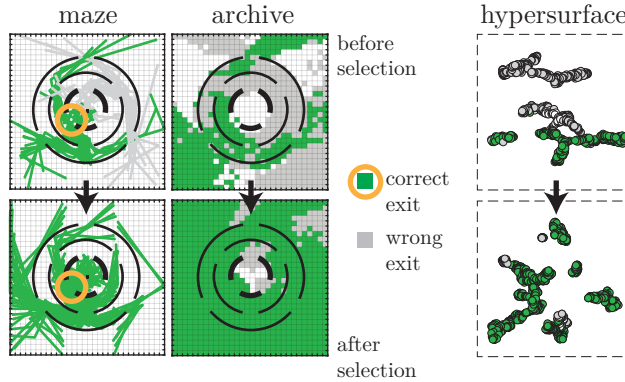 maze
archive
hypersurface
before
selection
correct
exit
wrong
exit
after
selection